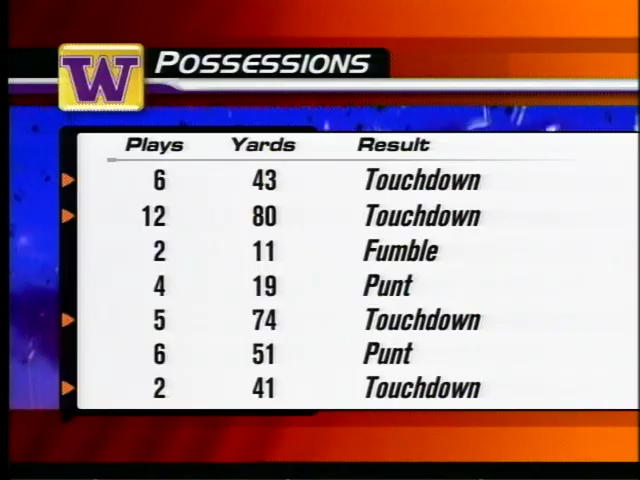 W POSSESSIONS
Plays Yards Result
6 43 Touchdown
12 80 Touchdown
2 11 Fumble
4 19 Punt
5 74 Touchdown
6 51 Punt
2 41 Touchdown